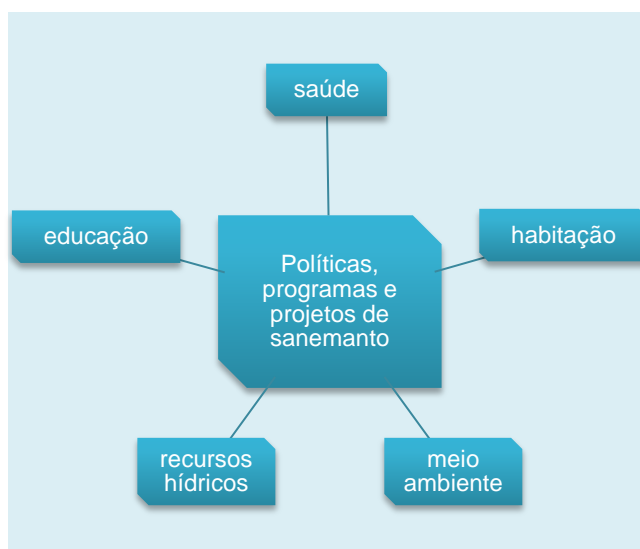 saúde
educação
habitação
Políticas,
programas e
projetos de
sanemanto
recursos
hídricos
meio
ambiente